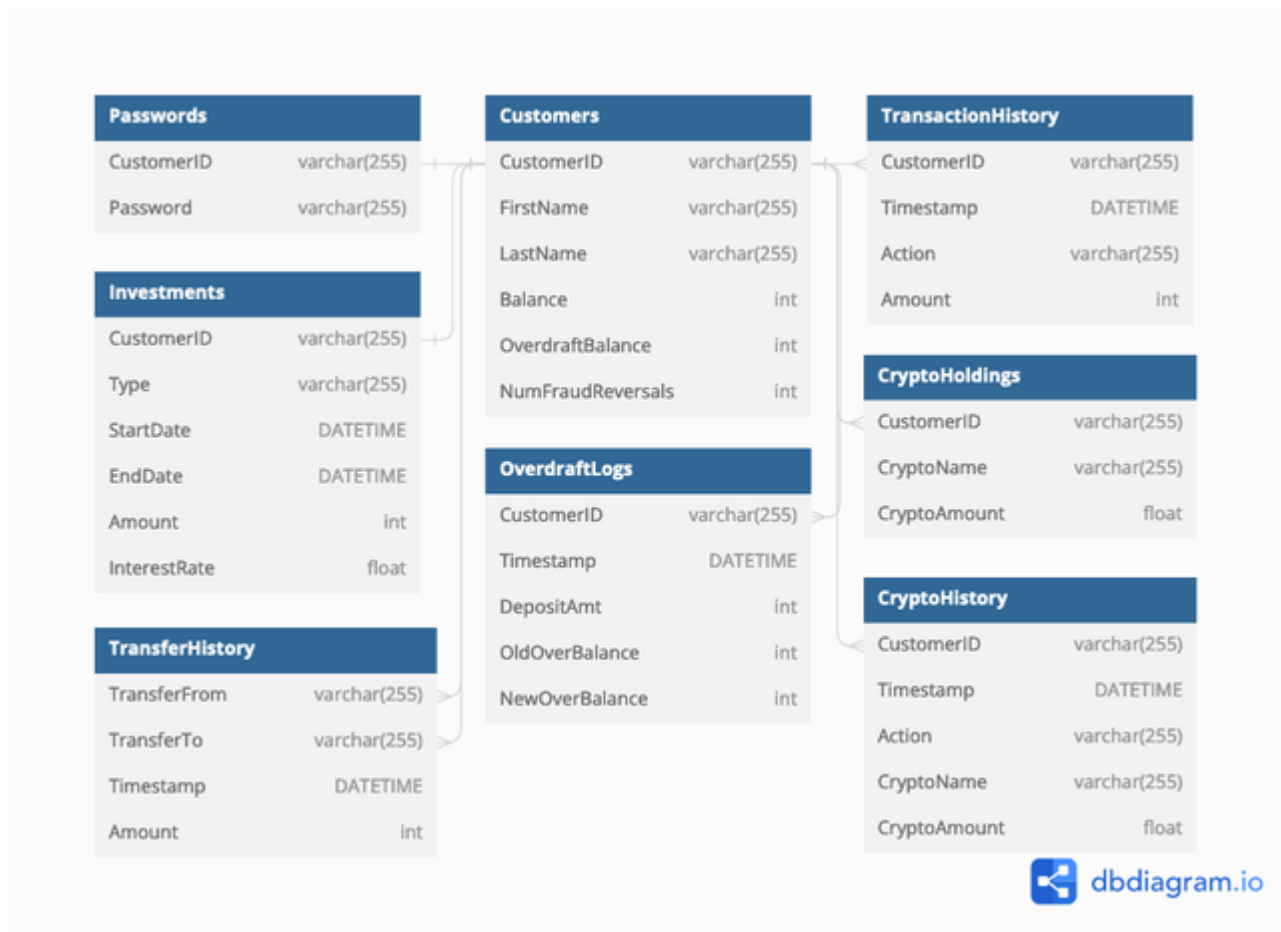 Passwords
CustomerID varchar(255)
Password varchar(255)
Investments
CustomerID varchar(255)
Type varchar(255)
StartDate DATETIME
EndDate DATETIME
Amount int
InterestRate float
TransferHistory
TransferFrom varchar(255)
TransferTo varchar(255)
Timestamp DATETIME
Amount int
Customers
CustomerID varchar(255)
FirstName varchar(255)
LastName varchar(255)
Balance int
OverdraftBalance int
NumFraudReversals int
OverdraftLogs
CustomerID varchar(255)
Timestamp DATETIME
DepositAmt int
OldOverBalance int
NewOverBalance int
TransactionHistory
CustomerID varchar(255)
Timestamp DATETIME
Action varchar(255)
Amount int
CryptoHoldings
CustomerID varchar(255)
CryptoName varchar(255)
CryptoAmount float
CryptoHistory
CustomerID varchar(255)
Timestamp DATETIME
Action varchar(255)
CryptoName varchar(255)
CryptoAmount float
dbdiagram.io